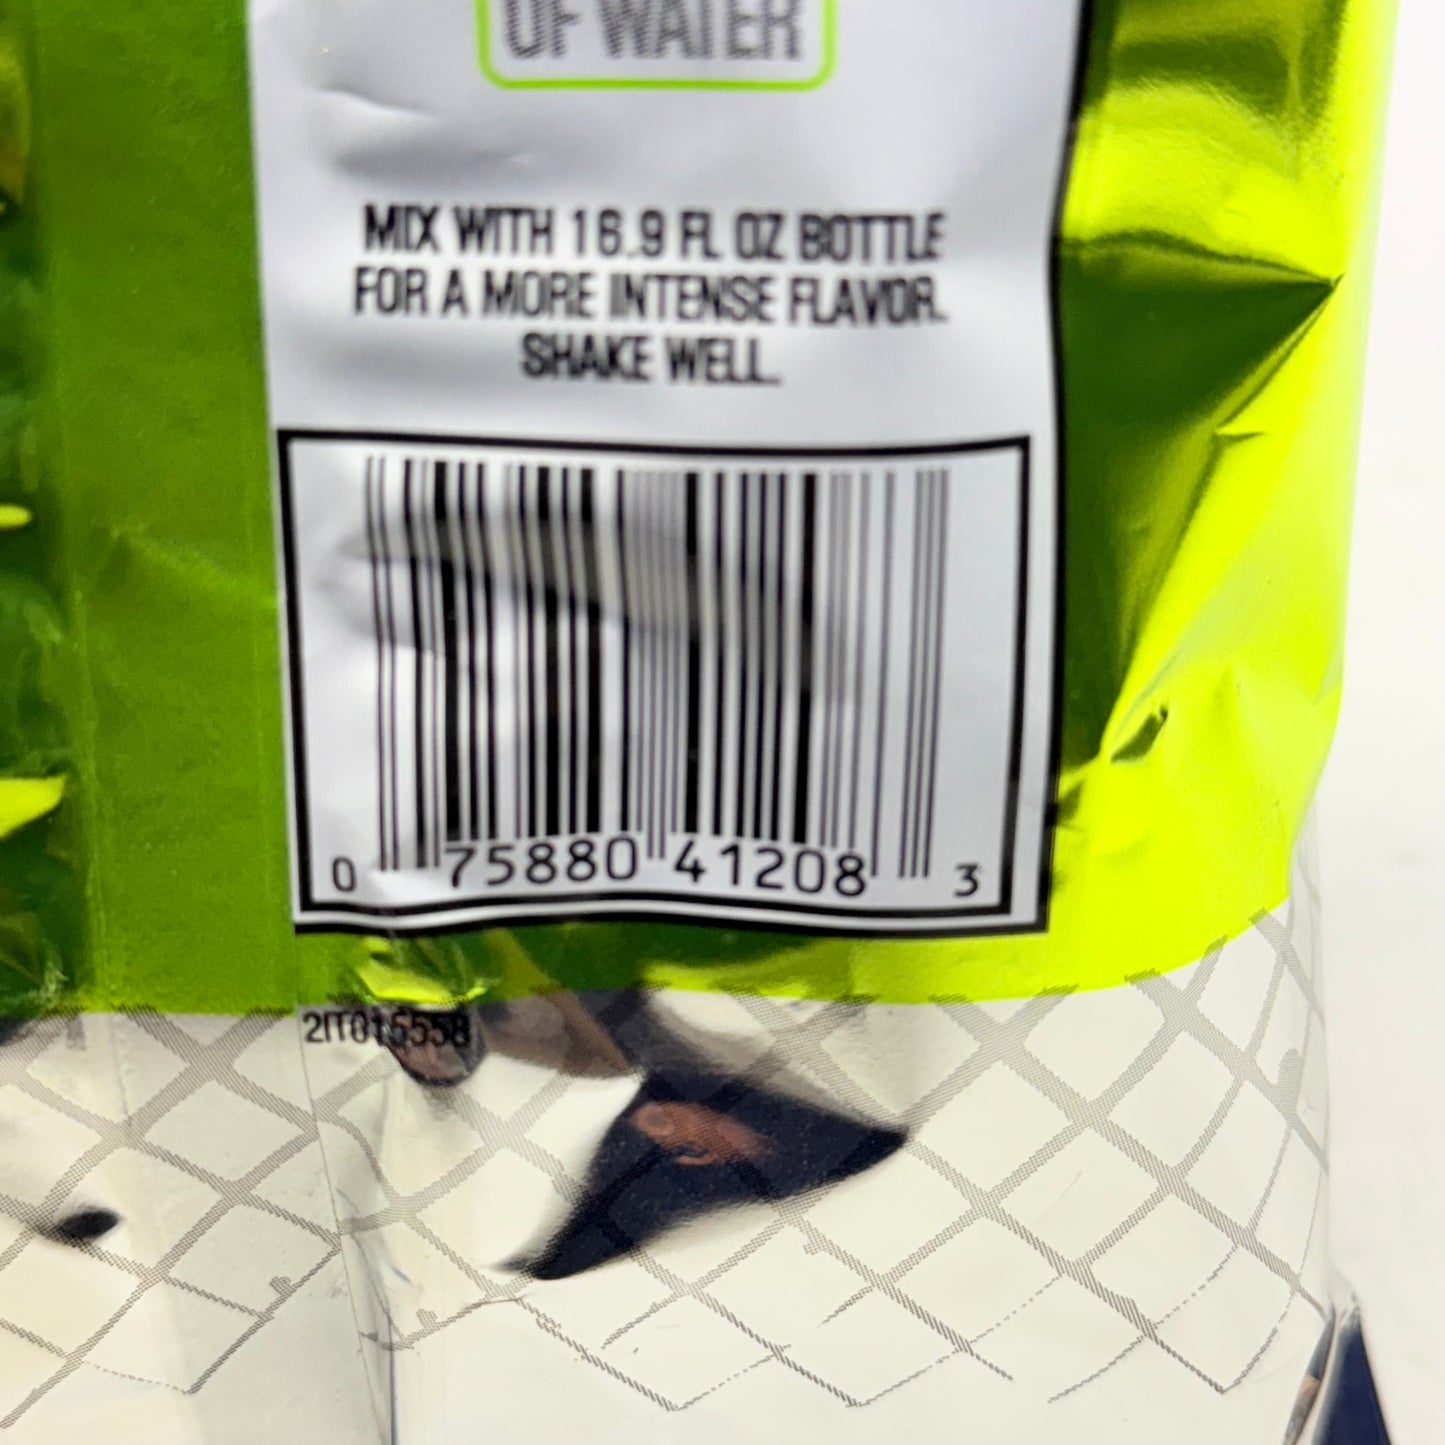 OF WATER
MIX WITH 16.9 FL OZ BOTTLE
FOR A MORE INTENSE FLAVOR.
SHAKE WELL.
0 75880 41208 3
2IT015558